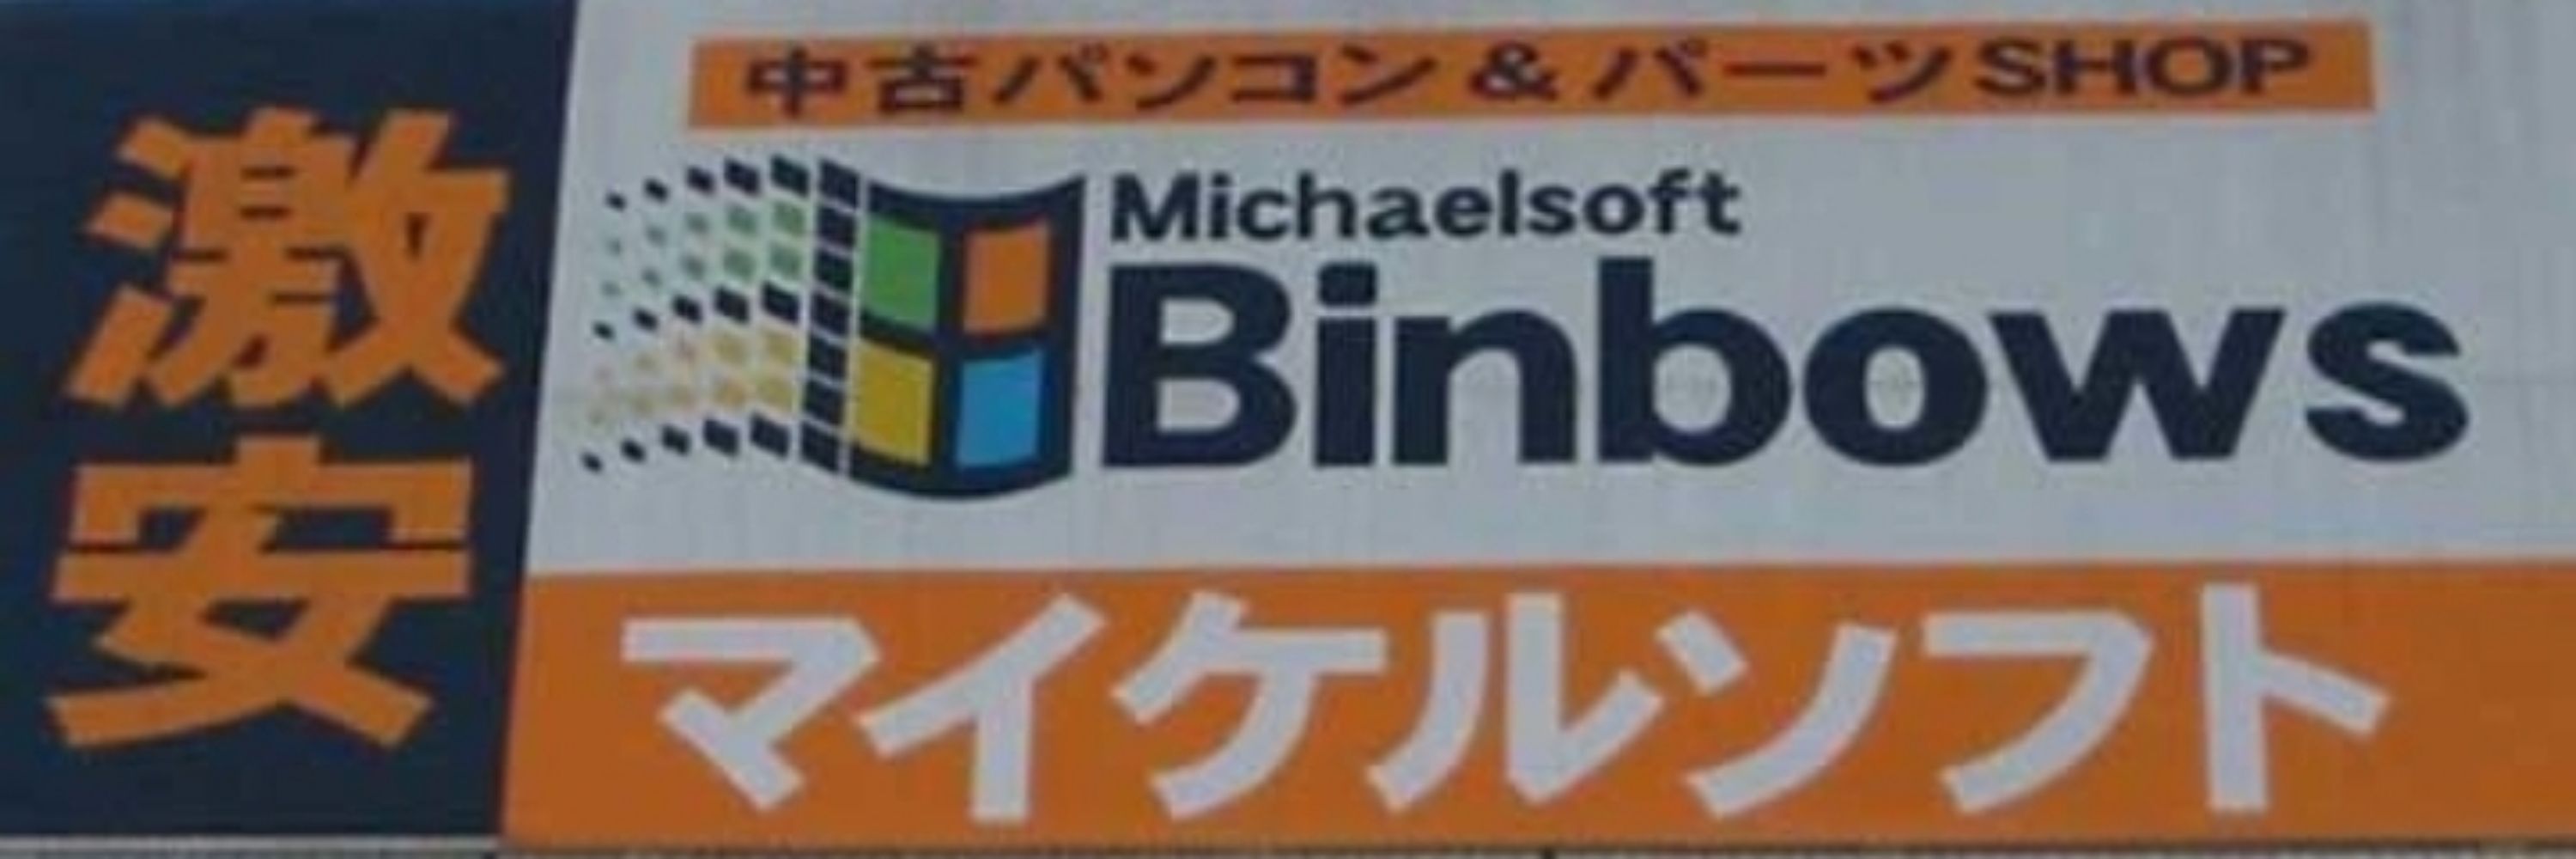 激安
中古パソコン & パーツSHOP
Michaelsoft
Binbows
マイケルソフト